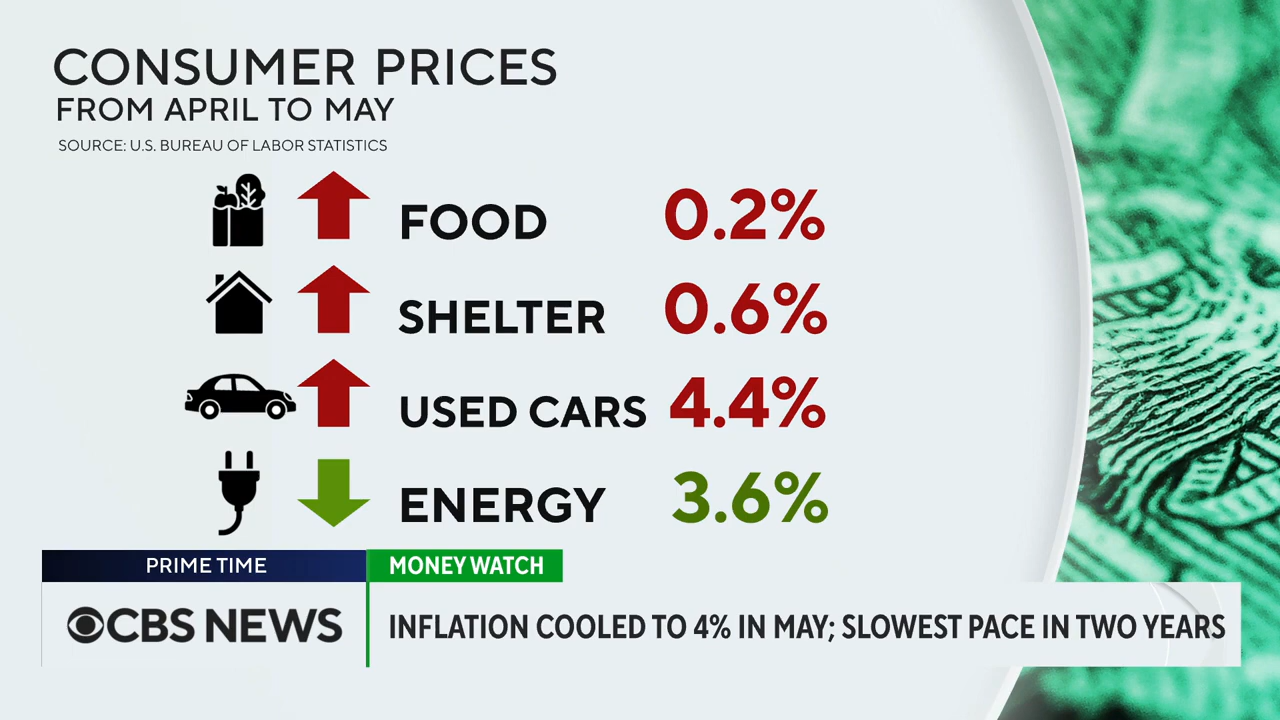 CONSUMER PRICES
FROM APRIL TO MAY
SOURCE: U.S. BUREAU OF LABOR STATISTICS
FOOD 0.2%
SHELTER 0.6%
USED CARS 4.4%
ENERGY 3.6%
PRIME TIME MONEY WATCH
CBS NEWS INFLATION COOLED TO 4% IN MAY; SLOWEST PACE IN TWO YEARS